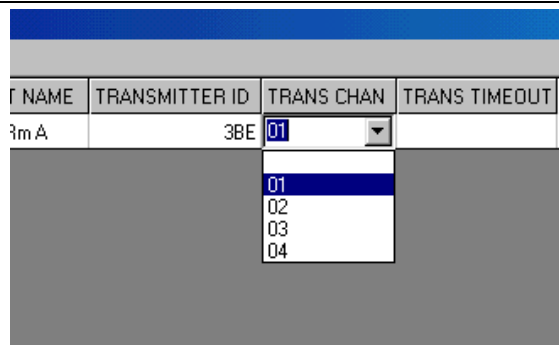 T NAME TRANSMITTER ID TRANS CHAN TRANS TIMEOUT
Rm A 3BE 01
01
02
03
04